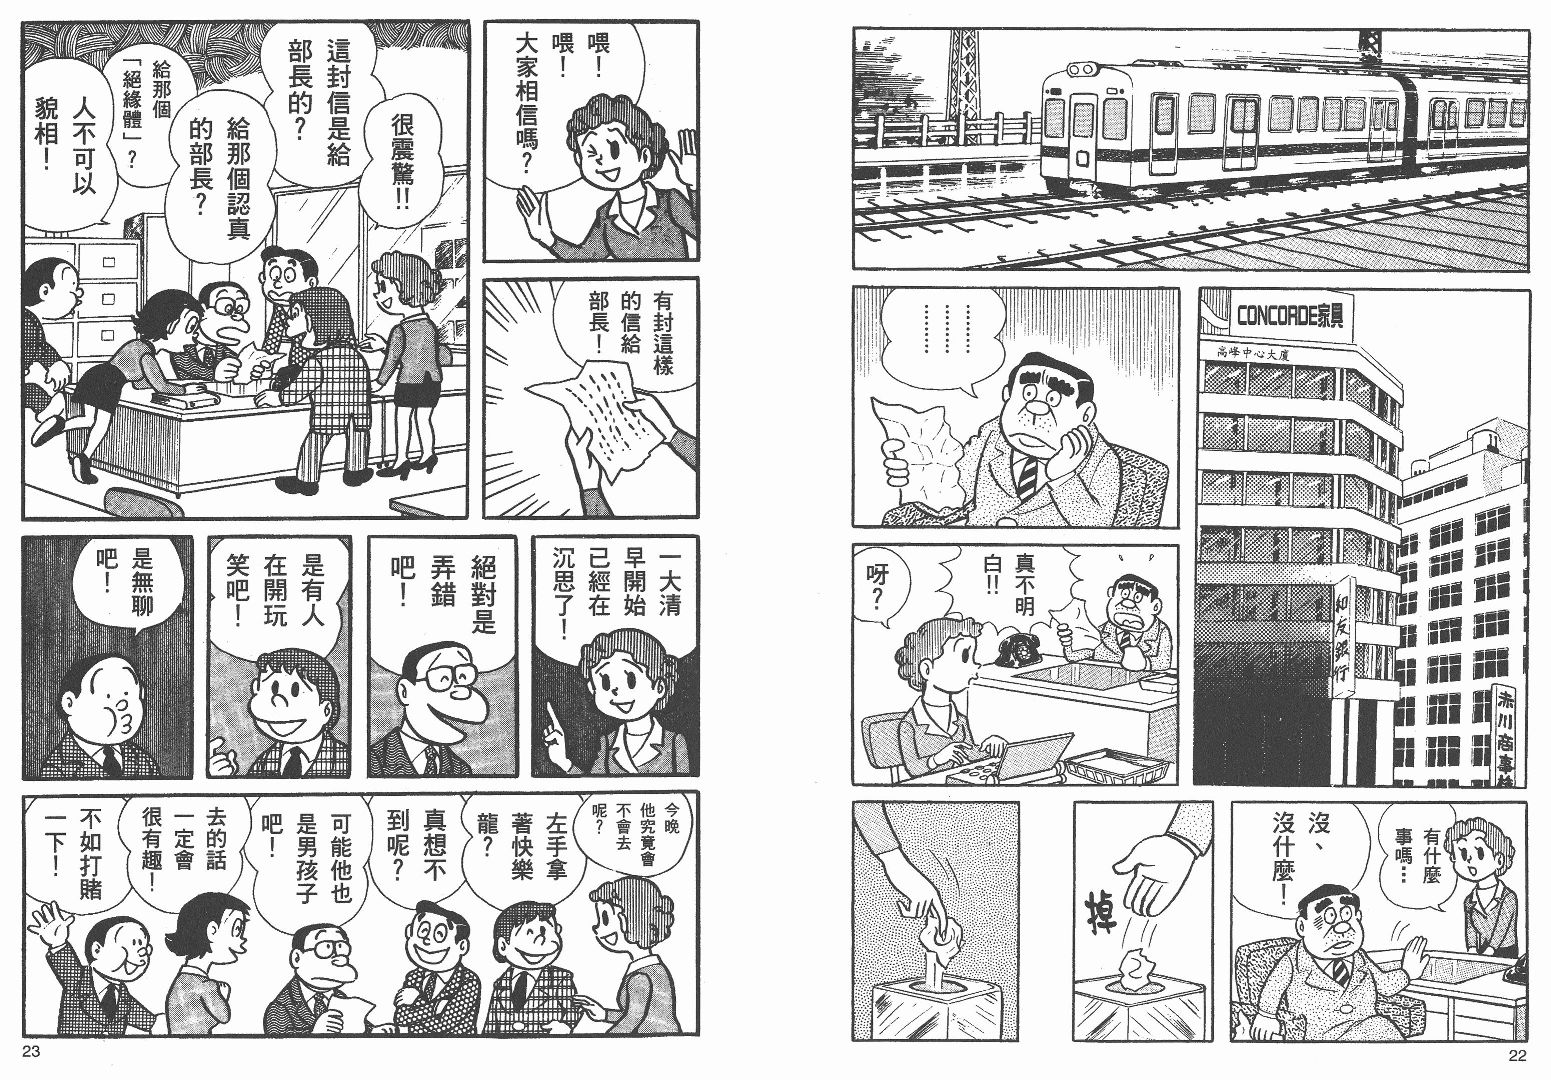 CONCORDE家具
高峰中心大廈
和友銀行
赤川商事
⋯⋯⋯
⋯⋯⋯
真不明
白!!
呀？
有什麼
事嗎⋯
沒、
沒什麼！
掉
22
喂！
喂！
大家相信嗎？
有封這樣
的信給
部長！
很震驚!!
這封信是給
部長的？
給那個認真
的部長？
給那個
「絕緣體」？
人不可以
貌相！
一大清
早開始
已經在
沉思了！
絕對是
弄錯
吧！
是有人
在開玩
笑吧！
是無聊
吧！
今晚
他究竟會
不會去
呢？
左手拿
著快樂
龍？
真想不
到呢？
可能他也
是男孩子
吧！
去的話
一定會
很有趣！
不如打賭
一下！
23